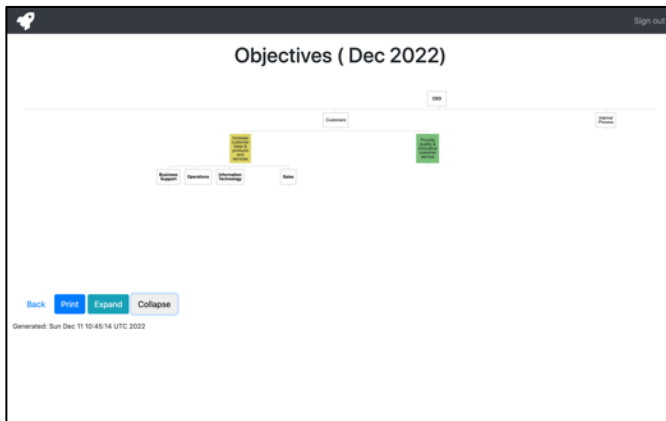 Sign out
Objectives ( Dec 2022)
CEO
Customers
Internal
Process
Increase
customer
base &
products
and
services
Provide
quality &
customer
service
Business
Support
Operations
Information
Technology
Sales
Back
Print
Expand
Collapse
Generated: Sun Dec 11 10:45:14 UTC 2022